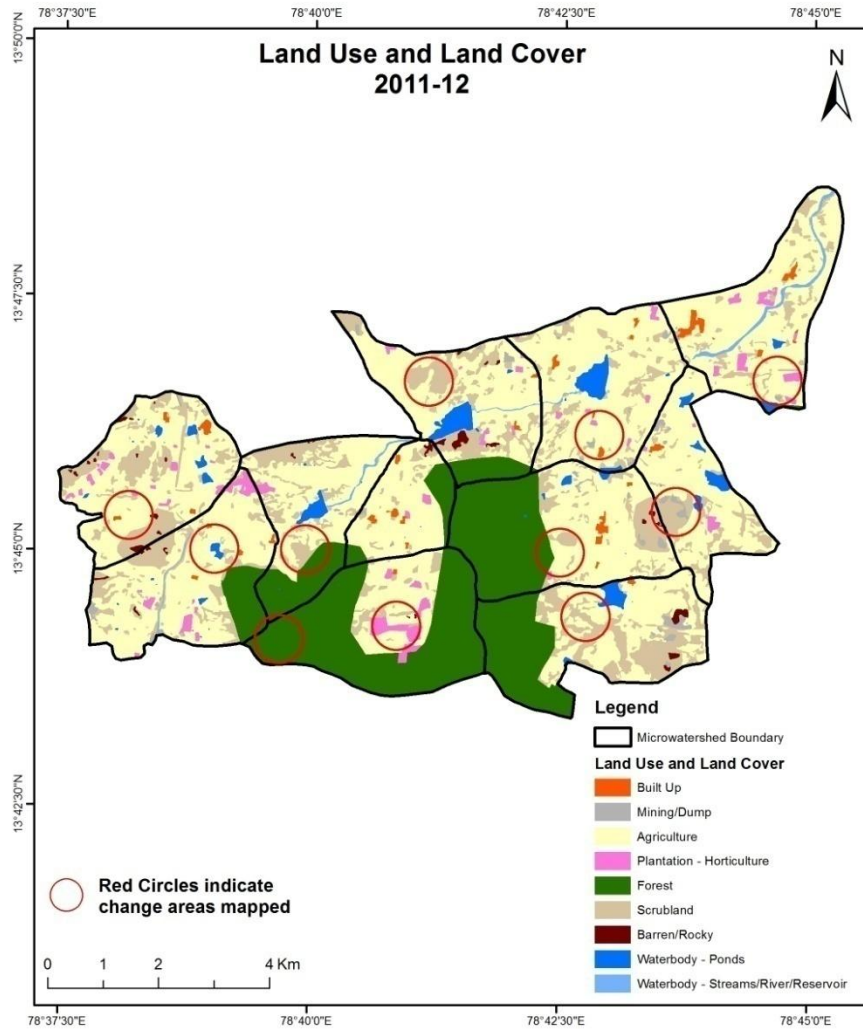 78°37'30"E 78°40'0"E 78°42'30"E 78°45'0"E
13°50'0"N
Land Use and Land Cover
2011-12
N
13°47'30"N
13°45'0"N
Legend
Microwatershed Boundary
Land Use and Land Cover
Built Up
Mining/Dump
Agriculture
Plantation - Horticulture
Forest
Scrubland
Barren/Rocky
Waterbody - Ponds
Waterbody - Streams/River/Reservoir
13°42'30"N
Red Circles indicate
change areas mapped
0 1 2 4 Km
78°37'30"E 78°40'0"E 78°42'30"E 78°45'0"E